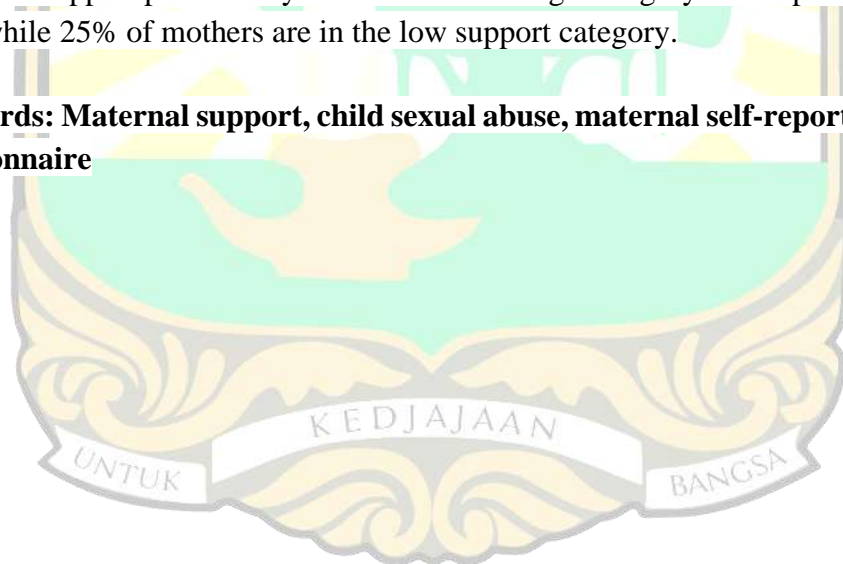 while 25% of mothers are in the low support category.
rds: Maternal support, child sexual abuse, maternal self-report
onnaire
KEDJAJAAN
UNTUK
BANGSA